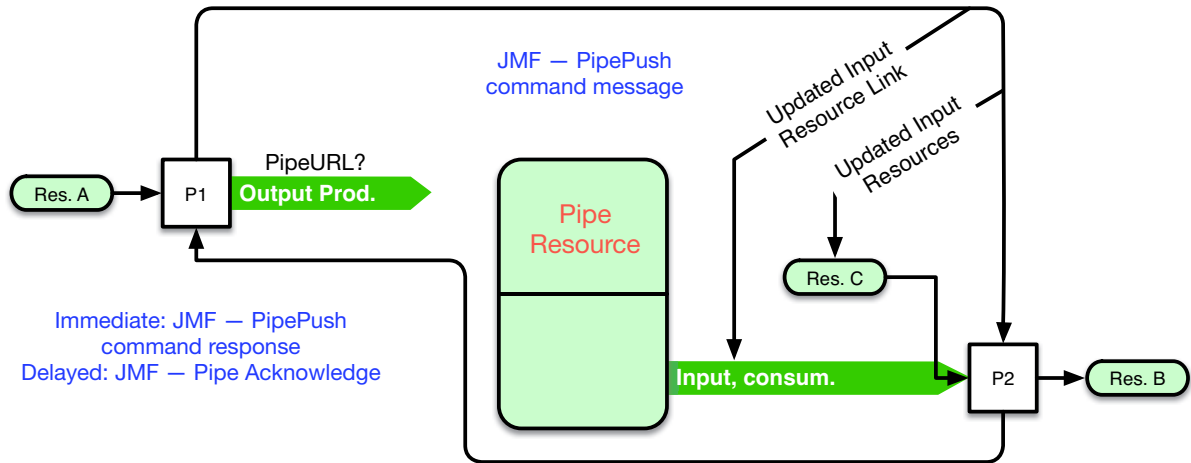 JMF — PipePush
command message
Updated Input
Resource Link
Updated Input
Resources
PipeURL?
Res. A
P1
Output Prod.
Pipe
Resource
Res. C
Immediate: JMF — PipePush
command response
Delayed: JMF — Pipe Acknowledge
Input, consum.
P2
Res. B